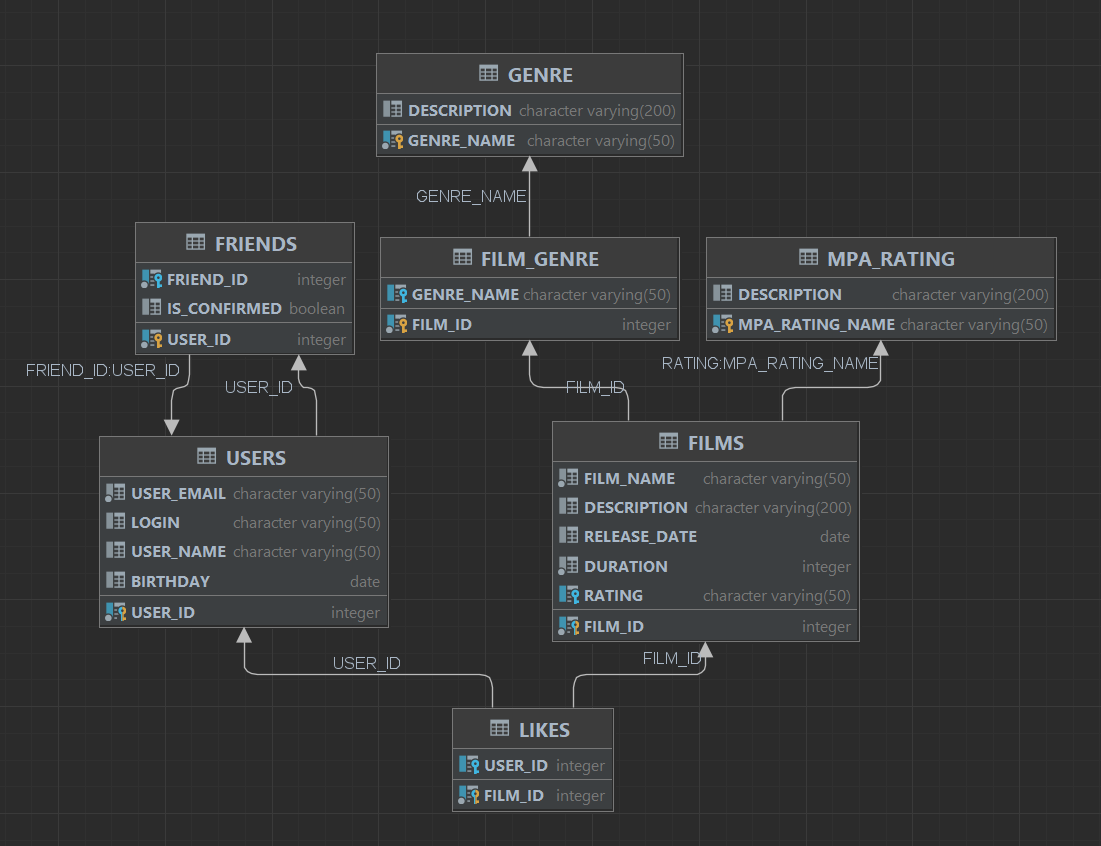 GENRE
DESCRIPTION character varying(200)
GENRE_NAME character varying(50)
GENRE_NAME
FRIENDS
FRIEND_ID integer
IS_CONFIRMED boolean
USER_ID integer
FILM_GENRE
GENRE_NAME character varying(50)
FILM_ID integer
MPA_RATING
DESCRIPTION character varying(200)
MPA_RATING_NAME character varying(50)
FRIEND_ID:USER_ID
USER_ID
FILM_ID
RATING:MPA_RATING_NAME
USERS
USER_EMAIL character varying(50)
LOGIN character varying(50)
USER_NAME character varying(50)
BIRTHDAY date
USER_ID integer
FILMS
FILM_NAME character varying(50)
DESCRIPTION character varying(200)
RELEASE_DATE date
DURATION integer
RATING character varying(50)
FILM_ID integer
USER_ID
FILM_ID
LIKES
USER_ID integer
FILM_ID integer